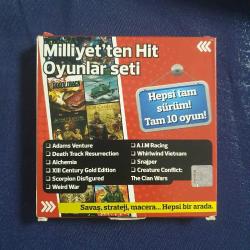 Milliyet'ten Hit
Oyunlar seti
Hepsi tam
sürüm!
Tam 10 oyun!
Adams Venture
Death Track Resurrection
Alchemia
XIII Century Gold Edition
Scorpion Disfigured
Weird War
A.I.M Racing
Whirlwind Vietnam
Snajper
Creature Conflict:
The Clan Wars
Savaş, strateji, macera... Hepsi bir arada.